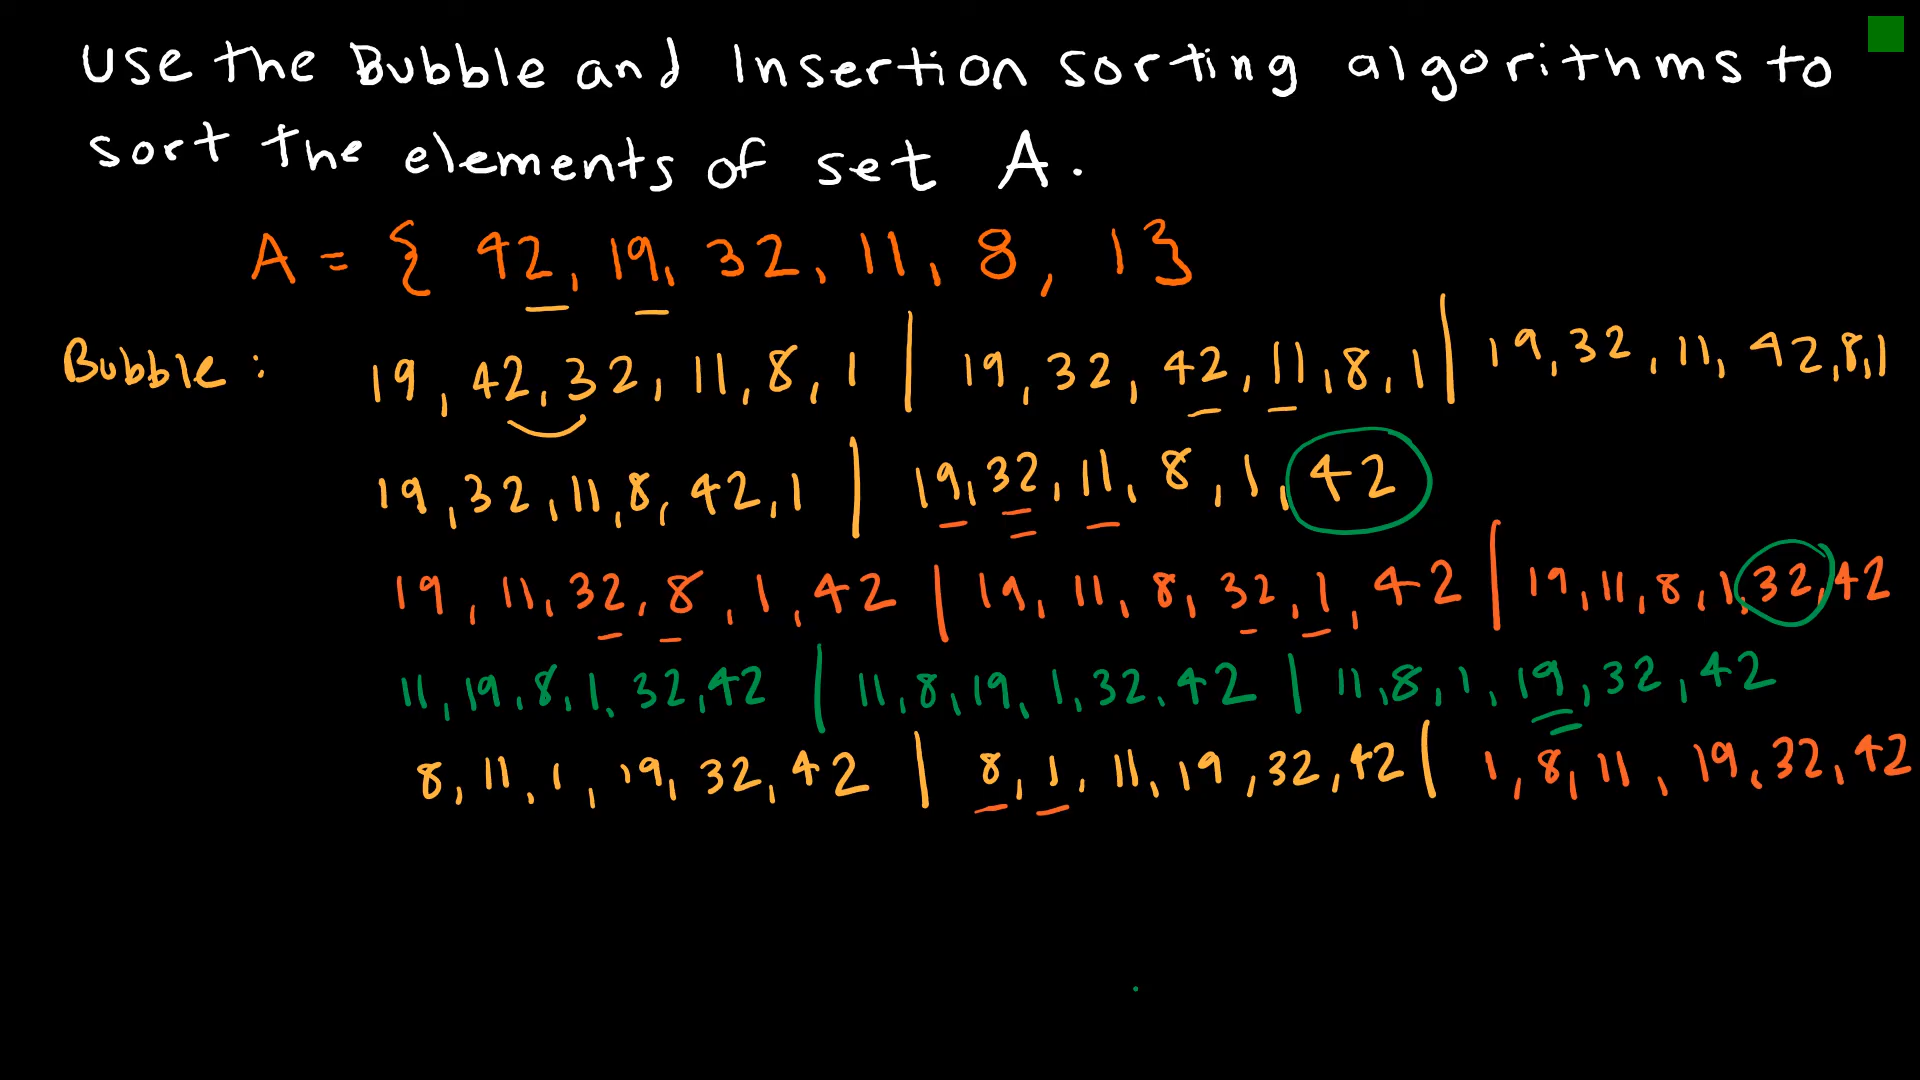 Use the Bubble and Insertion sorting algorithms to
sort the elements of set A.
A = { 42, 19, 32, 11, 8, 1}
Bubble: 19, 42, 32, 11, 8, 1 | 19, 32, 42, 11, 8, 1 | 19, 32, 11, 42, 8, 1
19, 32, 11, 8, 42, 1 | 19, 32, 11, 8, 1, 42
19, 11, 32, 8, 1, 42 | 19, 11, 8, 32, 1, 42 | 19, 11, 8, 1, 32, 42
11, 19, 8, 1, 32, 42 | 11, 8, 19, 1, 32, 42 | 11, 8, 1, 19, 32, 42
8, 11, 1, 19, 32, 42 | 8, 1, 11, 19, 32, 42 | 1, 8, 11, 19, 32, 42